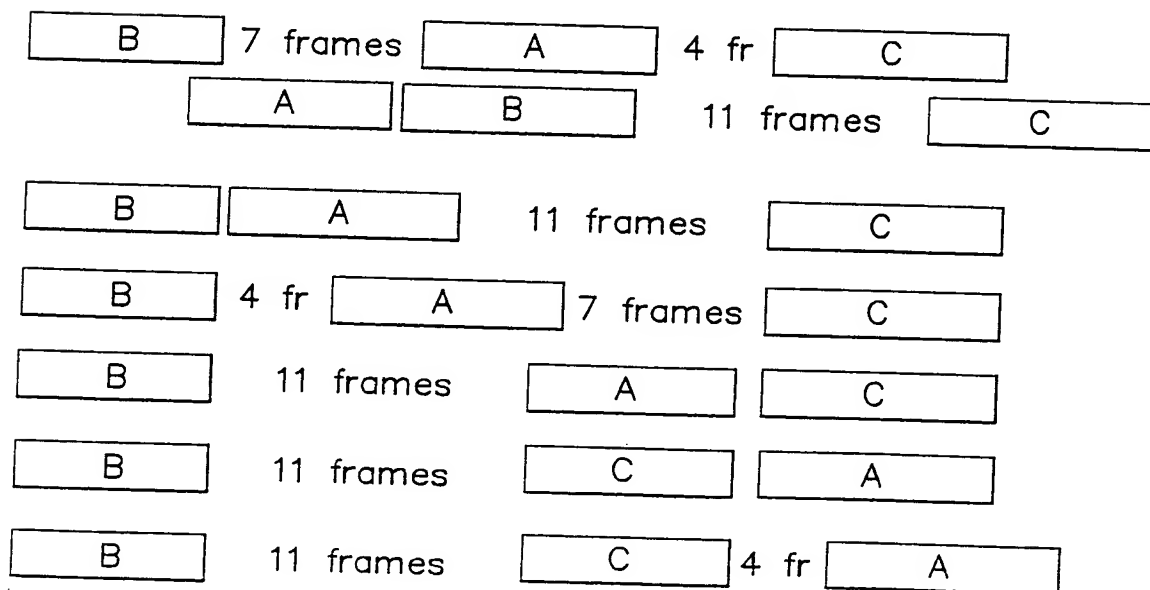 B 7 frames A 4 fr C
A B 11 frames C
B A 11 frames C
B 4 fr A 7 frames C
B 11 frames A C
B 11 frames C A
B 11 frames C 4 fr A